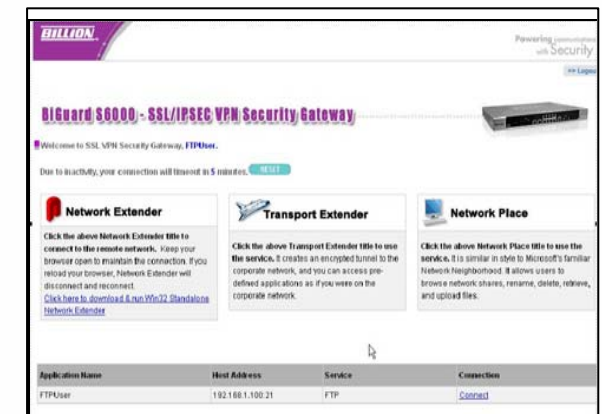 BILLION
Powering communications
with Security
>> Logout
BiGuard S6000 - SSL/IPSEC VPN Security Gateway
Welcome to SSL VPN Security Gateway, FTPUser.
Due to inactivity, your connection will timeout in 5 minutes. RESET
Network Extender
Click the above Network Extender title to
connect to the remote network. Keep your
browser open to maintain the connection. If you
reload your browser, Network Extender will
disconnect and reconnect.
Click here to download & run Win32 Standalone
Network Extender
Transport Extender
Click the above Transport Extender title to use
the service. It creates an encrypted tunnel to the
corporate network, and you can access pre-
defined applications as if you were on the
corporate network.
Network Place
Click the above Network Place title to use the
service. It is similar in style to Microsoft's familiar
Network Neighborhood. It allows users to
browse network shares, rename, delete, retrieve,
and upload files.
Application Name Host Address Service Connection
FTPUser 192.168.1.100:21 FTP Connect